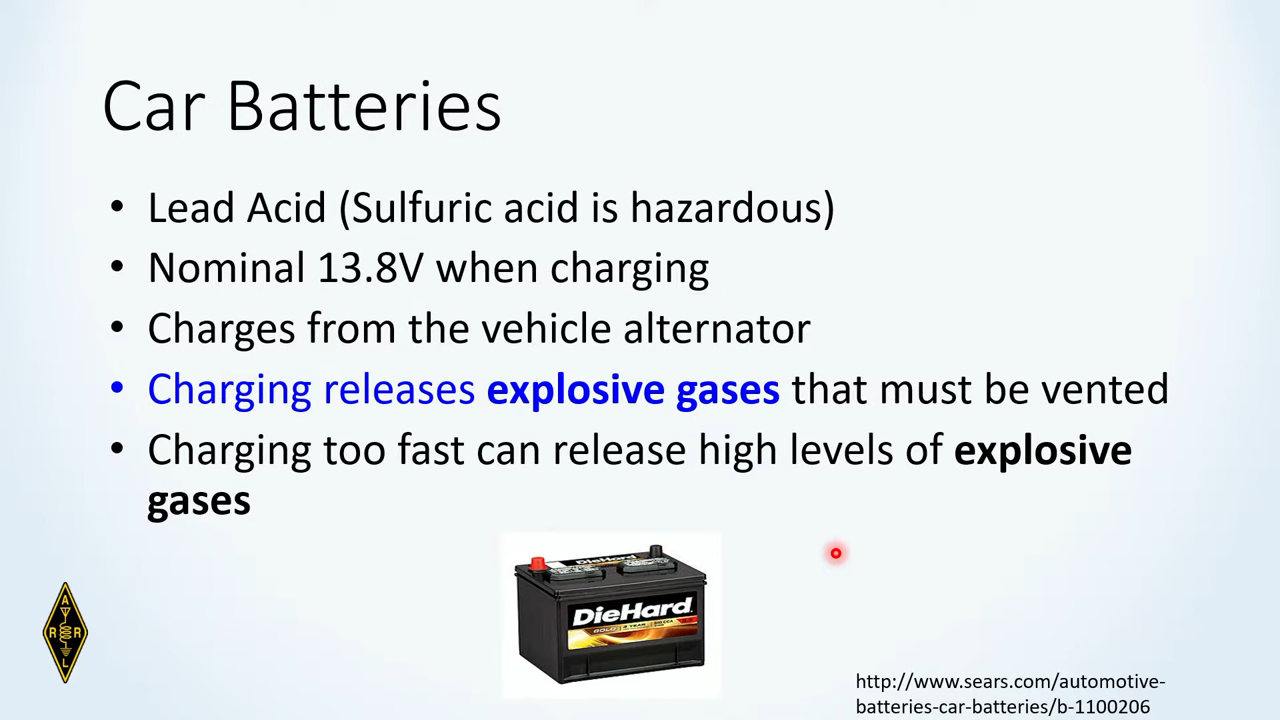 Car Batteries
• Lead Acid (Sulfuric acid is hazardous)
• Nominal 13.8V when charging
• Charges from the vehicle alternator
• Charging releases explosive gases that must be vented
• Charging too fast can release high levels of explosive
gases
DieHard
DieHard
GOLD
A
R R
L
http://www.sears.com/automotive-
batteries-car-batteries/b-1100206